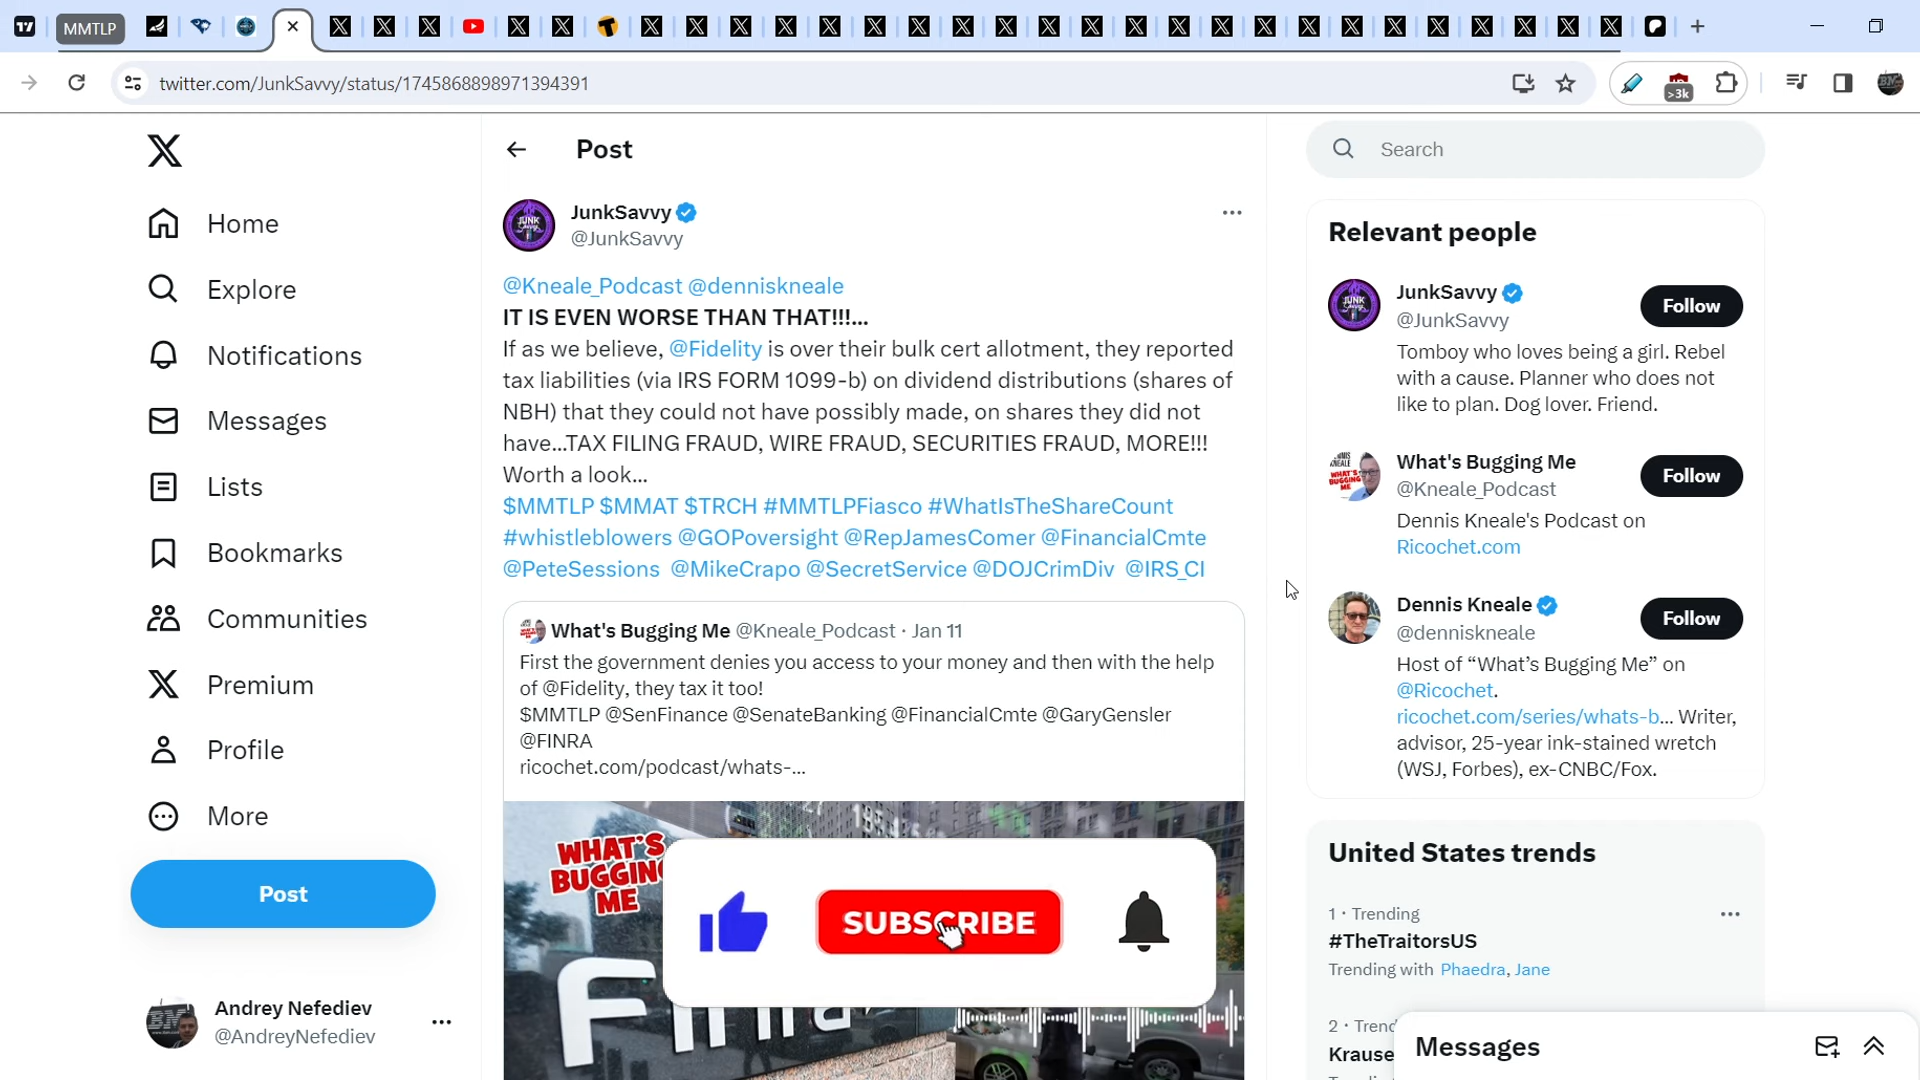 MMTLP
twitter.com/JunkSavvy/status/1745868898971394391
>3k
Post
Search
Home
Explore
Notifications
Messages
Lists
Bookmarks
Communities
Premium
Profile
More
Post
Andrey Nefediev
@AndreyNefediev
JUNK
Savvy
JunkSavvy
@JunkSavvy
@Kneale_Podcast @denniskneale
IT IS EVEN WORSE THAN THAT!!!...
If as we believe, @Fidelity is over their bulk cert allotment, they reported
tax liabilities (via IRS FORM 1099-b) on dividend distributions (shares of
NBH) that they could not have possibly made, on shares they did not
have...TAX FILING FRAUD, WIRE FRAUD, SECURITIES FRAUD, MORE!!!
Worth a look...
$MMTLP $MMAT $TRCH #MMTLPFiasco #WhatIsTheShareCount
#whistleblowers @GOPoversight @RepJamesComer @FinancialCmte
@PeteSessions @MikeCrapo @SecretService @DOJCrimDiv @IRS_CI
What's Bugging Me @Kneale_Podcast · Jan 11
First the government denies you access to your money and then with the help
of @Fidelity, they tax it too!
$MMTLP @SenFinance @SenateBanking @FinancialCmte @GaryGensler
@FINRA
ricochet.com/podcast/whats-...
WHAT'S
BUGGING
ME
SUBSCRIBE
Finra
Relevant people
JunkSavvy
@JunkSavvy
Follow
Tomboy who loves being a girl. Rebel
with a cause. Planner who does not
like to plan. Dog lover. Friend.
What's Bugging Me
@Kneale_Podcast
Follow
Dennis Kneale's Podcast on
Ricochet.com
Dennis Kneale
@denniskneale
Follow
Host of “What’s Bugging Me” on
@Ricochet.
ricochet.com/series/whats-b... Writer,
advisor, 25-year ink-stained wretch
(WSJ, Forbes), ex-CNBC/Fox.
United States trends
1 · Trending
#TheTraitorsUS
Trending with Phaedra, Jane
2 · Trend
Krause
Messages